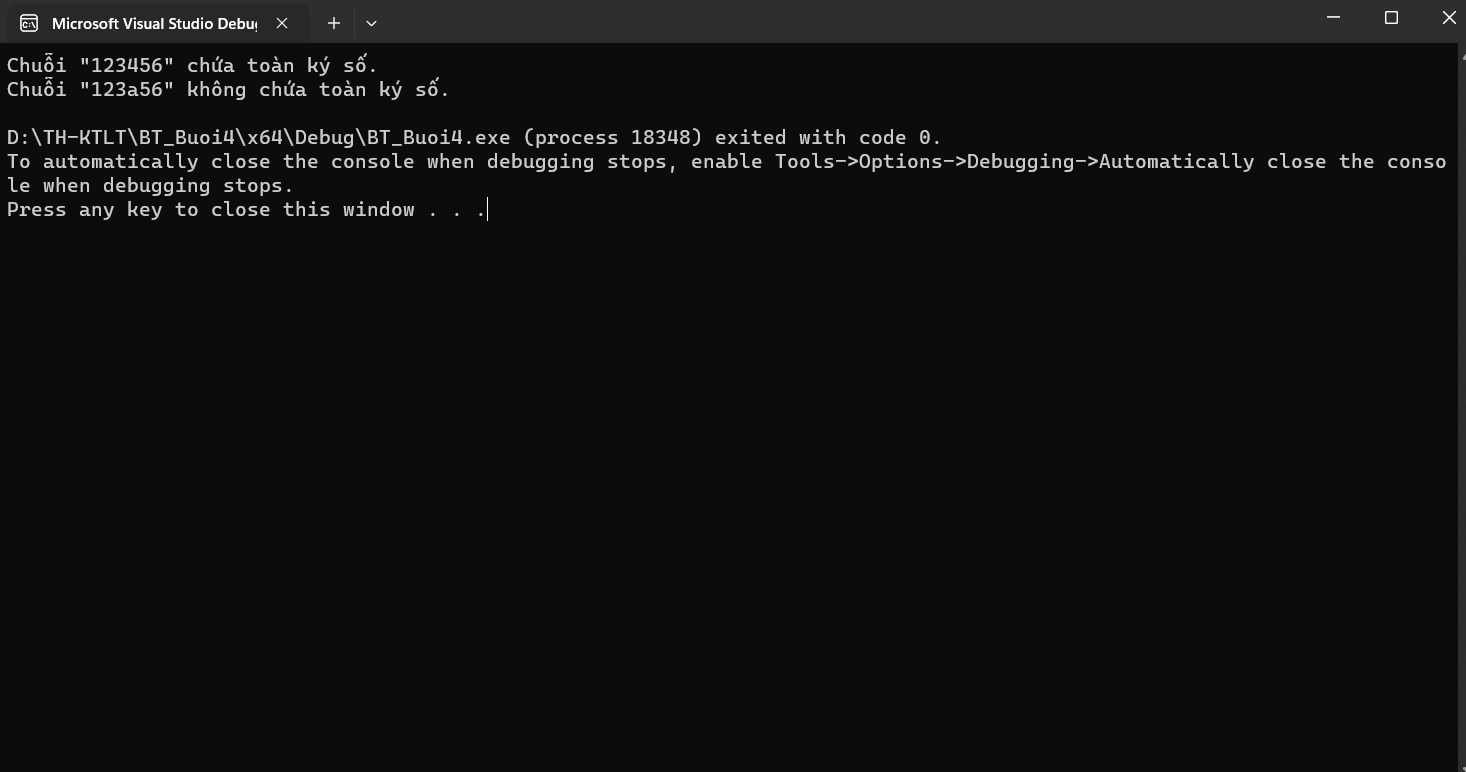 Microsoft Visual Studio Debu
Chuỗi "123456" chứa toàn ký số.
Chuỗi "123a56" không chứa toàn ký số.
D:\TH-KTLT\BT_Buoi4\x64\Debug\BT_Buoi4.exe (process 18348) exited with code 0.
To automatically close the console when debugging stops, enable Tools->Options->Debugging->Automatically close the conso
le when debugging stops.
Press any key to close this window . . .